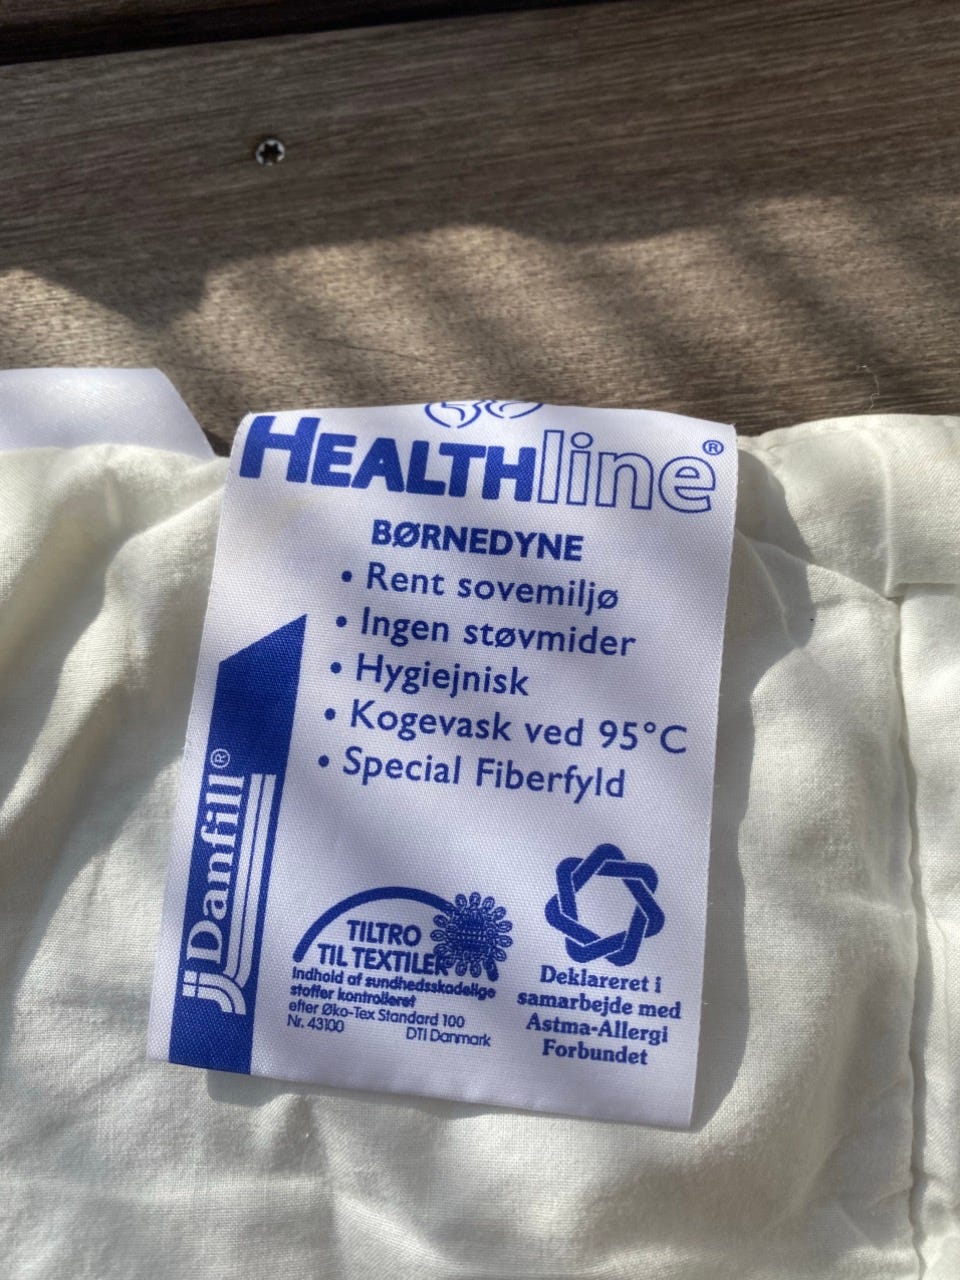 HEALTHline®
BØRNEDYNE
• Rent sovemiljø
• Ingen støvmider
• Hygiejnisk
• Kogevask ved 95°C
• Special Fiberfyld
Danfill®
TILTRO
TIL TEXTILER
Indhold af sundhedsskadelige
stoffer kontrolleret
efter Øko-Tex Standard 100
Nr. 43100 DTI Danmark
Deklareret i
samarbejde med
Astma-Allergi
Forbundet